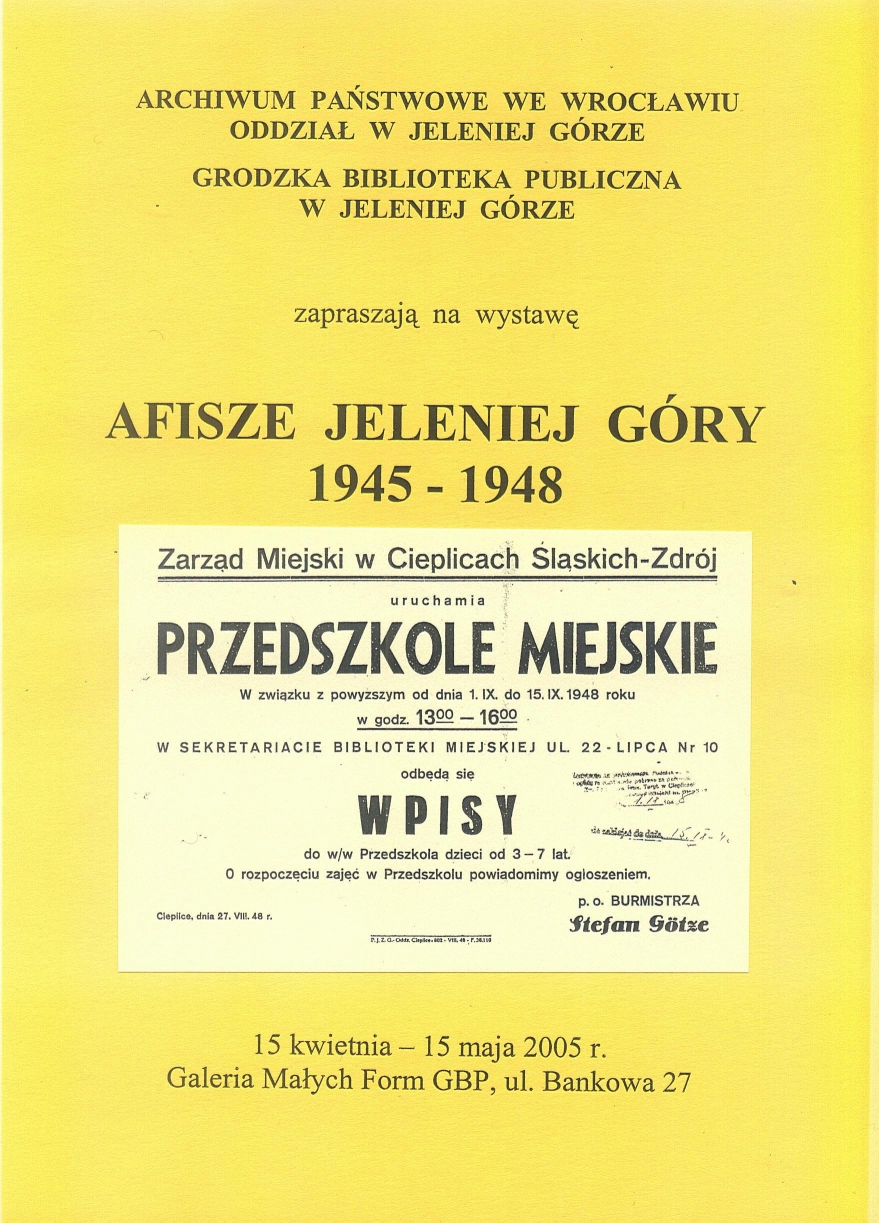 ARCHIWUM PAŃSTWOWE WE WROCŁAWIU
ODDZIAŁ W JELENIEJ GÓRZE
GRODZKA BIBLIOTEKA PUBLICZNA
W JELENIEJ GÓRZE
zapraszają na wystawę
AFISZE JELENIEJ GÓRY
1945 - 1948
Zarząd Miejski w Cieplicach Śląskich-Zdrój
uruchamia
PRZEDSZKOLE MIEJSKIE
W związku z powyższym od dnia 1. IX. do 15. IX. 1948 roku
w godz. 13⁰⁰ — 16⁰⁰
W SEKRETARIACIE BIBLIOTEKI MIEJSKIEJ UL. 22 - LIPCA Nr 10
odbędą się
WPISY
do w/w Przedszkola dzieci od 3 – 7 lat.
O rozpoczęciu zajęć w Przedszkolu powiadomimy ogłoszeniem.
p. o. BURMISTRZA
Cieplice, dnia 27. VIII. 48 r.
Stefan Götze
15 kwietnia – 15 maja 2005 r.
Galeria Małych Form GBP, ul. Bankowa 27